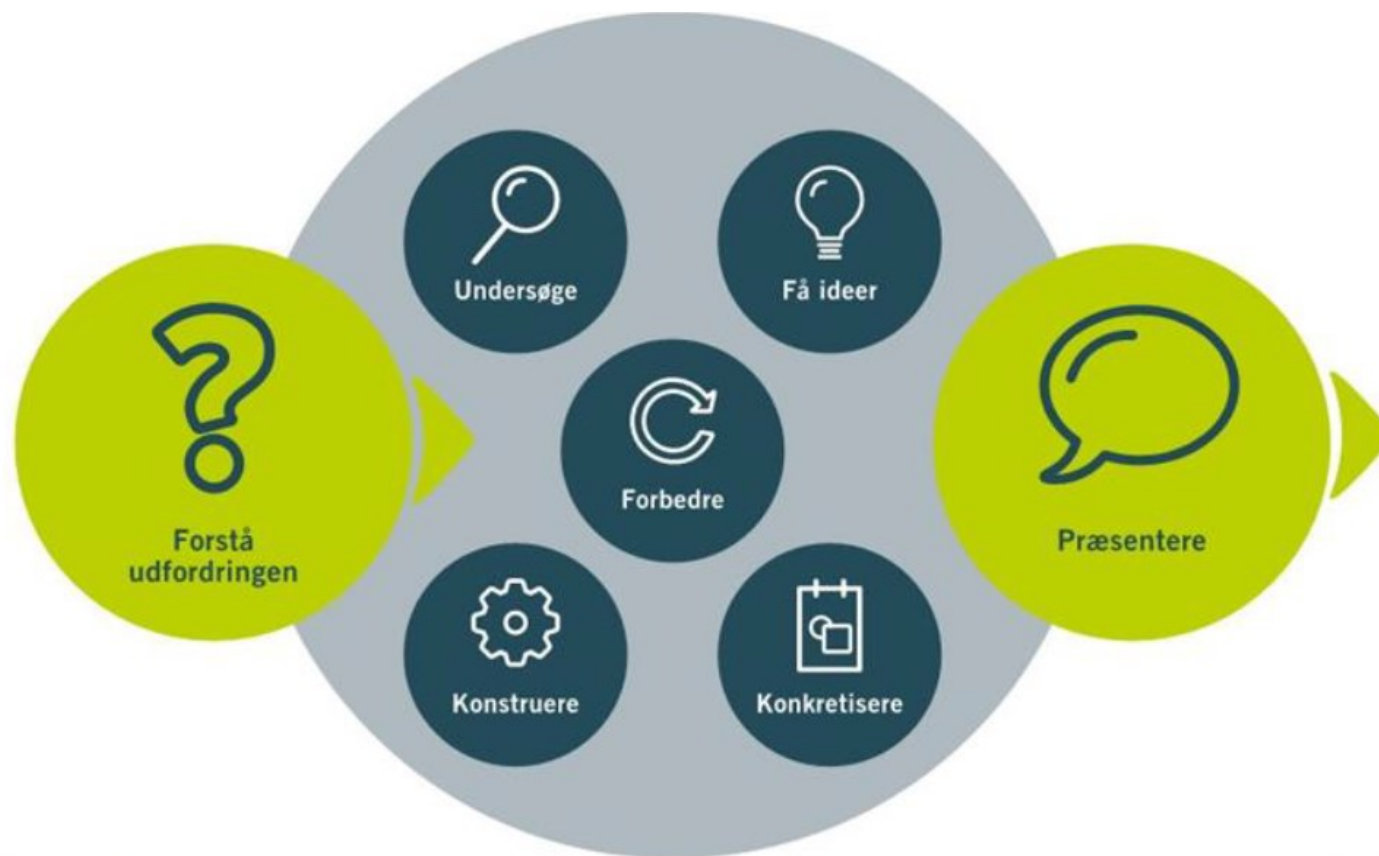 Forstå
udfordringen
Undersøge
Få ideer
Forbedre
Konstruere
Konkretisere
Præsentere